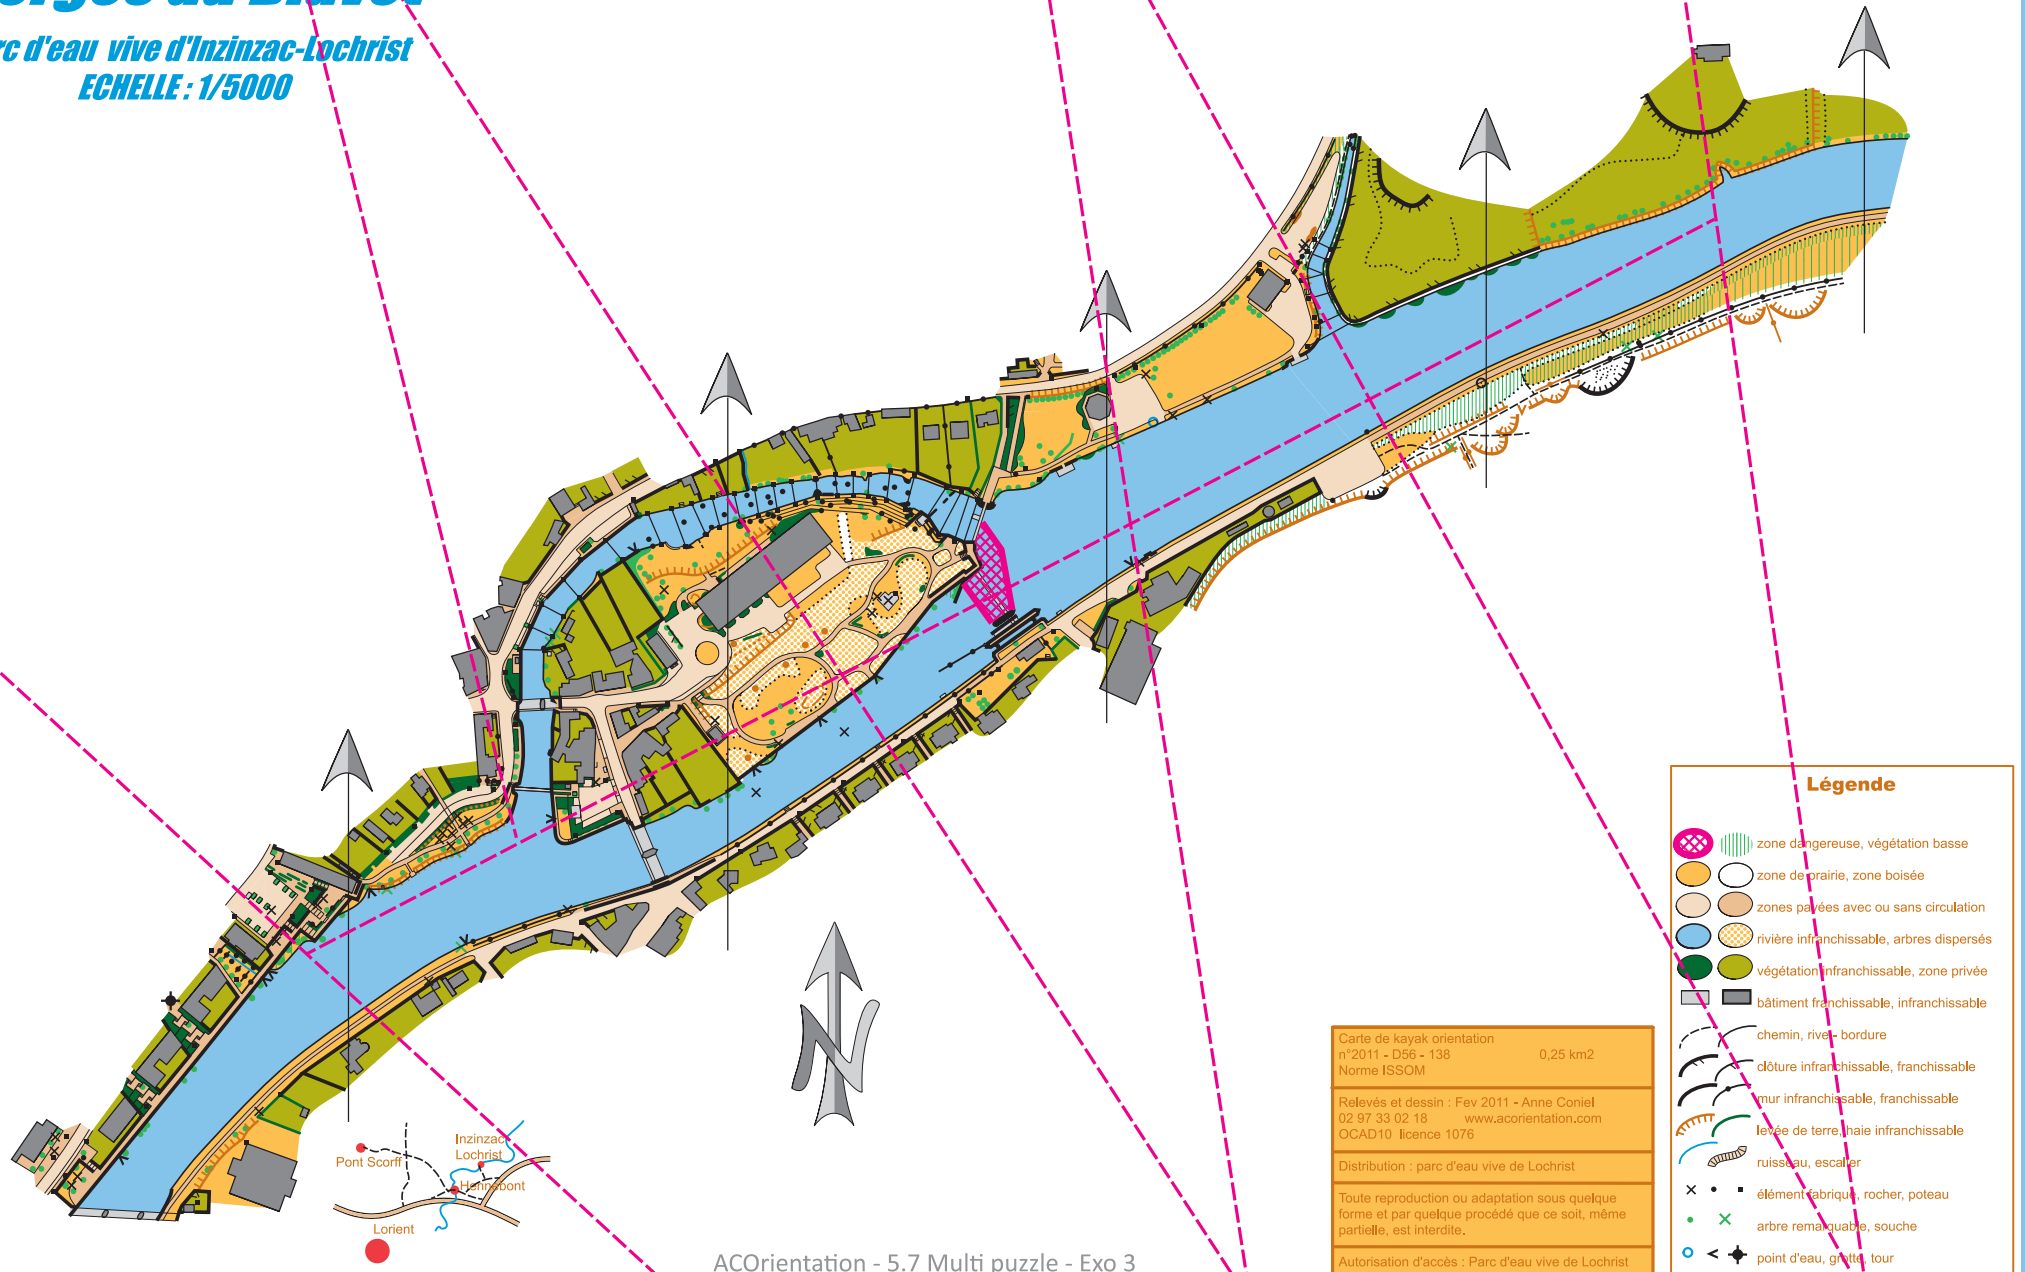 rc d'eau vive d'Inzinzac-Lochrist
ECHELLE : 1/5000
Légende
zone dangereuse, végétation basse
zone de prairie, zone boisée
zones pavées avec ou sans circulation
rivière infranchissable, arbres dispersés
végétation infranchissable, zone privée
bâtiment franchissable, infranchissable
chemin, rive - bordure
clôture infranchissable, franchissable
mur infranchissable, franchissable
levée de terre, haie infranchissable
ruisseau, escalier
élément fabriqué, rocher, poteau
arbre remarquable, souche
point d'eau, grotte, tour
Carte de kayak orientation
n°2011 - D56 - 138 0,25 km2
Norme ISSOM
Relevés et dessin : Fev 2011 - Anne Coniel
02 97 33 02 18 www.acorientation.com
OCAD10 licence 1076
Distribution : parc d'eau vive de Lochrist
Toute reproduction ou adaptation sous quelque
forme et par quelque procédé que ce soit, même
partielle, est interdite.
Autorisation d'accès : Parc d'eau vive de Lochrist
N
Inzinzac
Lochrist
Pont Scorff
Hennebont
Lorient
ACOrientation - 5.7 Multi puzzle - Exo 3